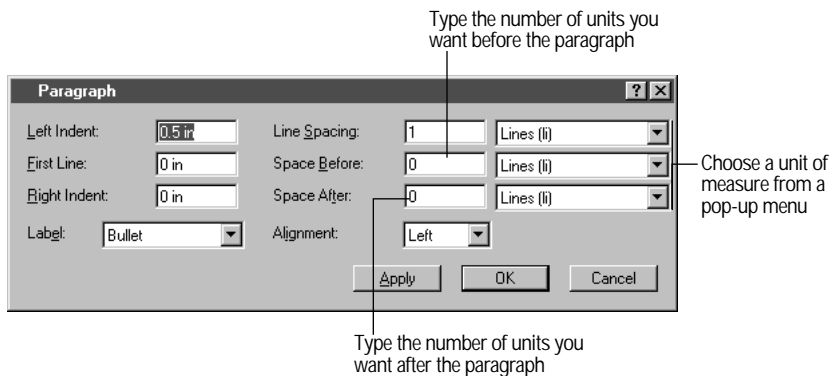 Type the number of units you
want before the paragraph
Paragraph
Left Indent: 0.5 in Line Spacing: 1 Lines (li)
First Line: 0 in Space Before: 0 Lines (li)
Right Indent: 0 in Space After: 0 Lines (li)
Choose a unit of
measure from a
pop-up menu
Label: Bullet Alignment: Left
Apply OK Cancel
Type the number of units you
want after the paragraph